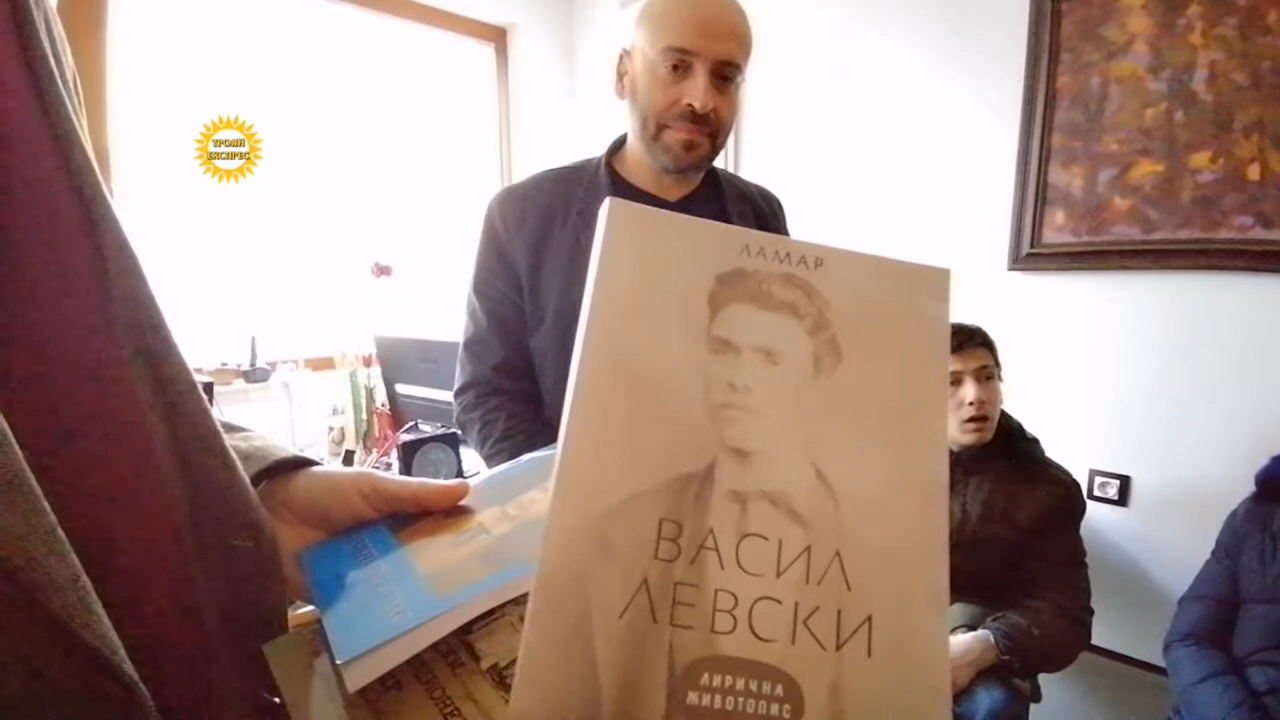 ТРОЯН
ЕКСПРЕС
ЛАМАР
ВАСИЛ
ЛЕВСКИ
ЛИРИЧНА
ЖИВОТОПИС